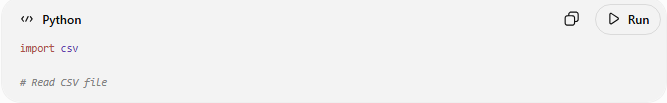 </> Python
Run
import csv
# Read CSV file